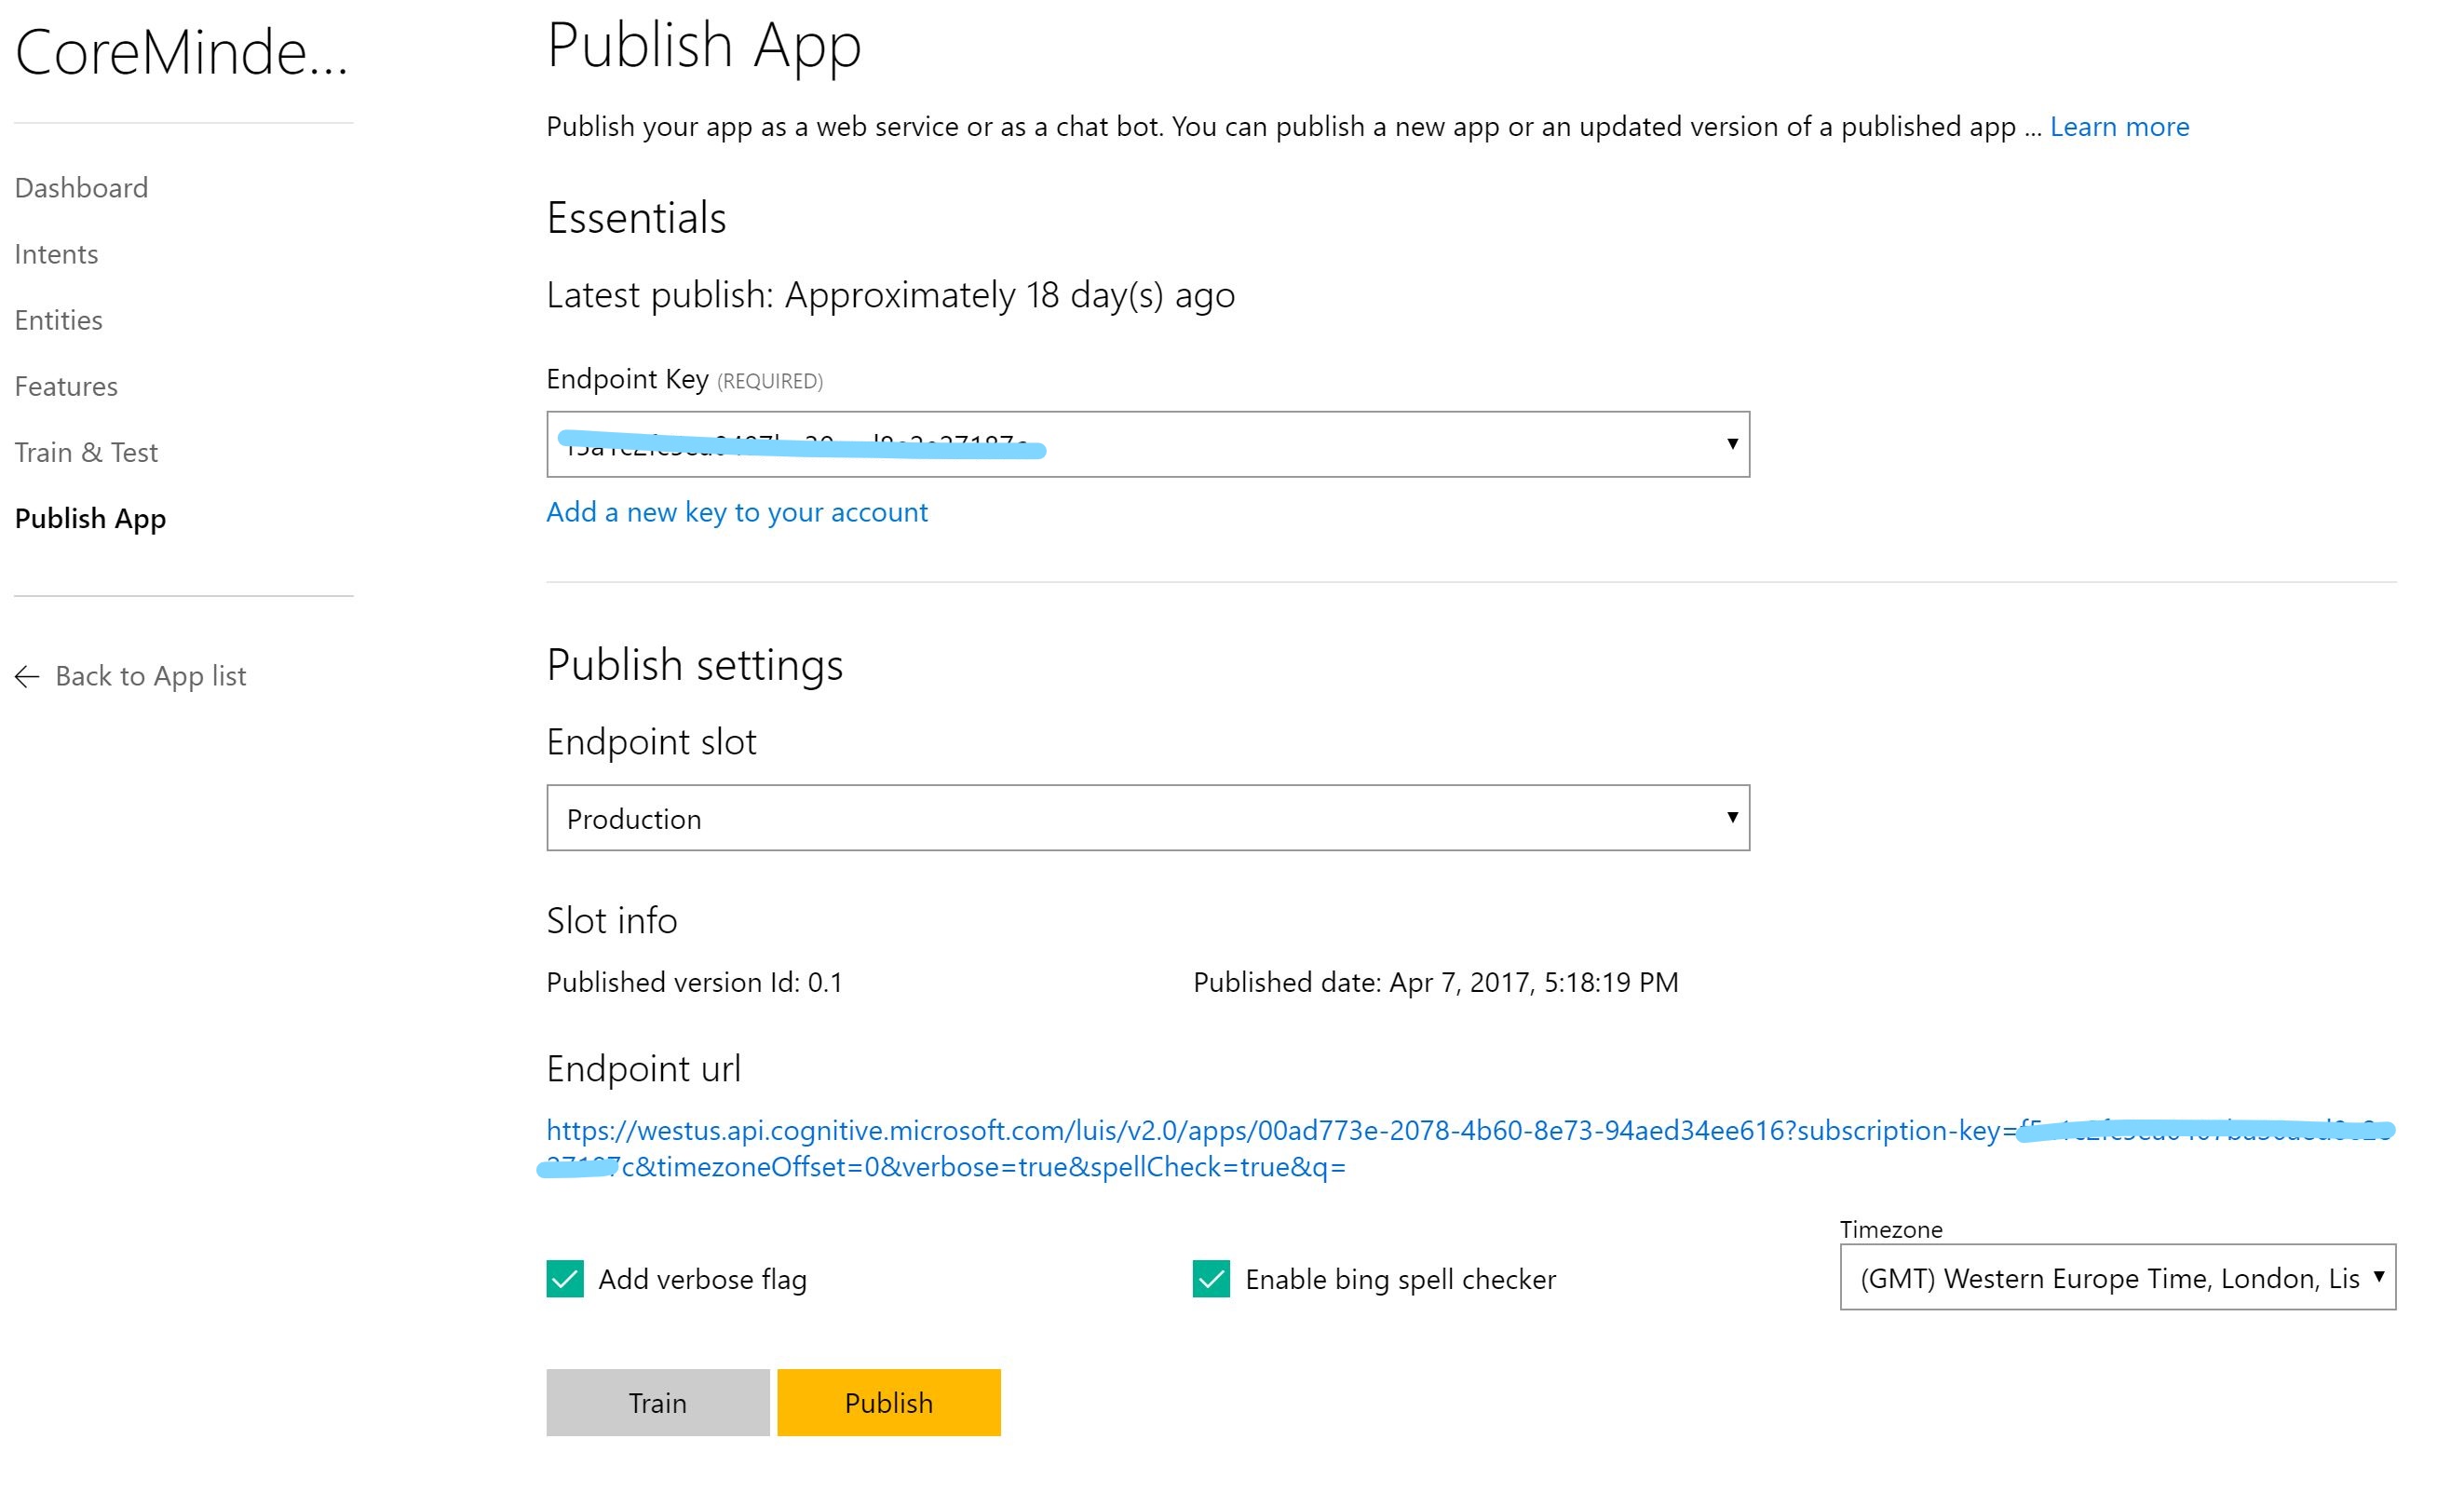 CoreMinde...
Dashboard
Intents
Entities
Features
Train & Test
Publish App
Back to App list
Publish App
Publish your app as a web service or as a chat bot. You can publish a new app or an updated version of a published app ... Learn more
Essentials
Latest publish: Approximately 18 day(s) ago
Endpoint Key (REQUIRED)
Add a new key to your account
Publish settings
Endpoint slot
Production
Slot info
Published version Id: 0.1
Published date: Apr 7, 2017, 5:18:19 PM
Endpoint url
https://westus.api.cognitive.microsoft.com/luis/v2.0/apps/00ad773e-2078-4b60-8e73-94aed34ee616?subscription-key=
c&timezoneOffset=0&verbose=true&spellCheck=true&q=
Timezone
Add verbose flag
Enable bing spell checker
(GMT) Western Europe Time, London, Lis
Train
Publish